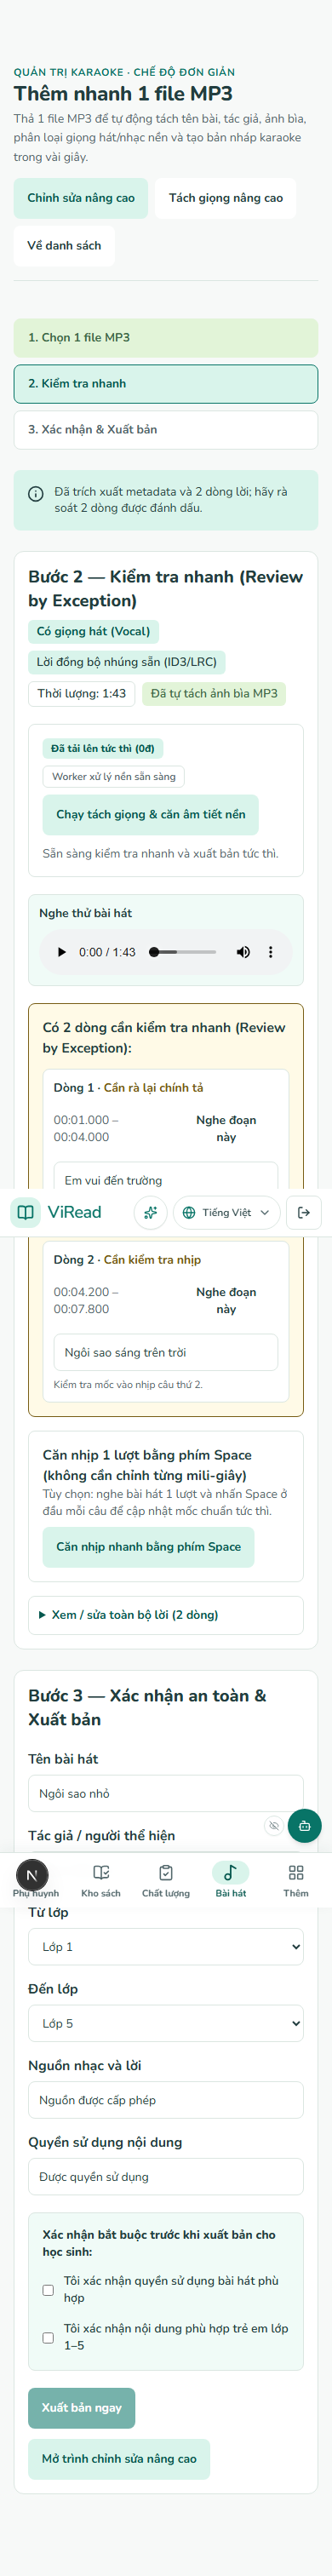 QUẢN TRỊ KARAOKE · CHẾ ĐỘ ĐƠN GIẢN
Thêm nhanh 1 file MP3
Thả 1 file MP3 để tự động tách tên bài, tác giả, ảnh bìa,
phân loại giọng hát/nhạc nền và tạo bản nháp karaoke
trong vài giây.
Chỉnh sửa nâng cao
Tách giọng nâng cao
Về danh sách
1. Chọn 1 file MP3
2. Kiểm tra nhanh
3. Xác nhận & Xuất bản
Đã trích xuất metadata và 2 dòng lời; hãy rà
soát 2 dòng được đánh dấu.
Bước 2 — Kiểm tra nhanh (Review
by Exception)
Có giọng hát (Vocal)
Lời đồng bộ nhúng sẵn (ID3/LRC)
Thời lượng: 1:43
Đã tự tách ảnh bìa MP3
Đã tải lên tức thì (0đ)
Worker xử lý nền sẵn sàng
Chạy tách giọng & căn âm tiết nền
Sẵn sàng kiểm tra nhanh và xuất bản tức thì.
Nghe thử bài hát
0:00 / 1:43
Có 2 dòng cần kiểm tra nhanh (Review
by Exception):
Dòng 1 · Cần rà lại chính tả
00:01.000 –
00:04.000
Nghe đoạn
này
Em vui đến trường
ViRead
Tiếng Việt
Dòng 2 · Cần kiểm tra nhịp
00:04.200 –
00:07.800
Nghe đoạn
này
Ngôi sao sáng trên trời
Kiểm tra mốc vào nhịp câu thứ 2.
Căn nhịp 1 lượt bằng phím Space
(không cần chỉnh từng mili-giây)
Tùy chọn: nghe bài hát 1 lượt và nhấn Space ở
đầu mỗi câu để cập nhật mốc chuẩn tức thì.
Căn nhịp nhanh bằng phím Space
Xem / sửa toàn bộ lời (2 dòng)
Bước 3 — Xác nhận an toàn &
Xuất bản
Tên bài hát
Ngôi sao nhỏ
Tác giả / người thể hiện
N
Phụ huynh
Kho sách
Chất lượng
Bài hát
Thêm
Từ lớp
Lớp 1
Đến lớp
Lớp 5
Nguồn nhạc và lời
Nguồn được cấp phép
Quyền sử dụng nội dung
Được quyền sử dụng
Xác nhận bắt buộc trước khi xuất bản cho
học sinh:
Tôi xác nhận quyền sử dụng bài hát phù
hợp
Tôi xác nhận nội dung phù hợp trẻ em lớp
1–5
Xuất bản ngay
Mở trình chỉnh sửa nâng cao